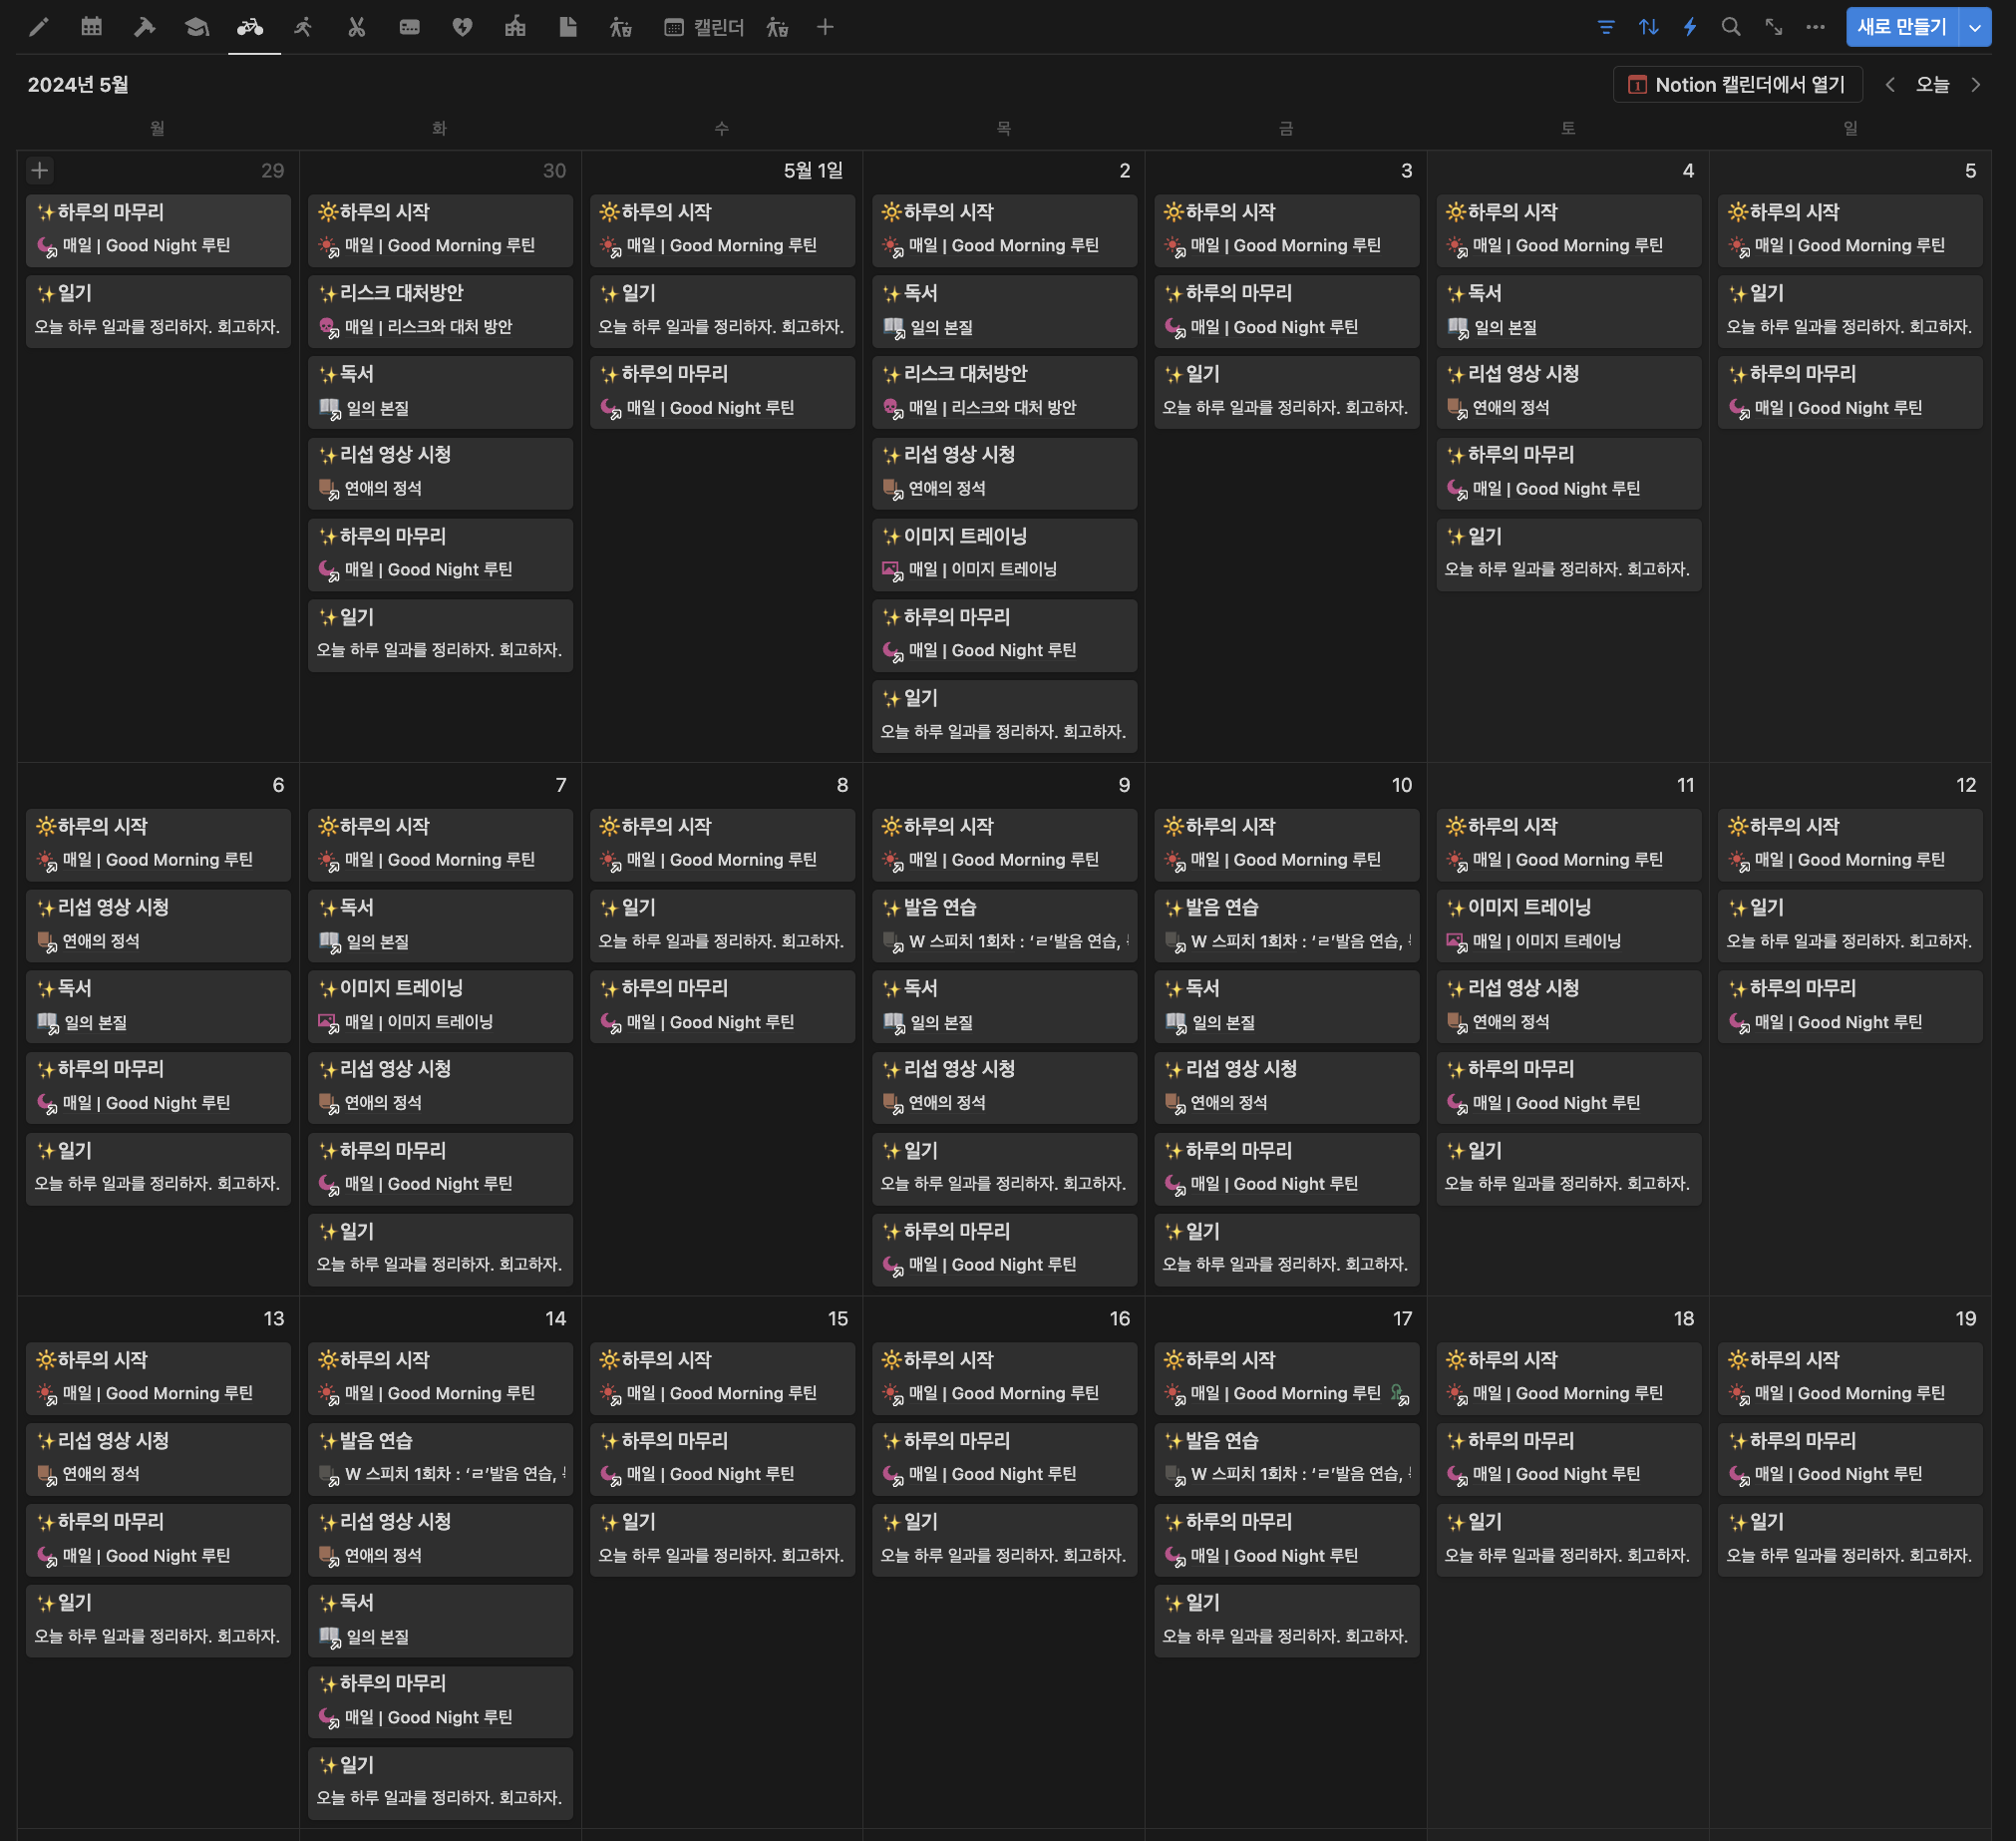 캘린더
새로 만들기
2024년 5월
Notion 캘린더에서 열기
오늘
월 화 수 목 금 토 일
29
✨하루의 마무리
매일 | Good Night 루틴
✨일기
오늘 하루 일과를 정리하자. 회고하자.
30
🔆하루의 시작
매일 | Good Morning 루틴
✨리스크 대처방안
매일 | 리스크와 대처 방안
✨독서
일의 본질
✨리섭 영상 시청
연애의 정석
✨하루의 마무리
매일 | Good Night 루틴
✨일기
오늘 하루 일과를 정리하자. 회고하자.
5월 1일
🔆하루의 시작
매일 | Good Morning 루틴
✨일기
오늘 하루 일과를 정리하자. 회고하자.
✨하루의 마무리
매일 | Good Night 루틴
2
🔆하루의 시작
매일 | Good Morning 루틴
✨독서
일의 본질
✨리스크 대처방안
매일 | 리스크와 대처 방안
✨리섭 영상 시청
연애의 정석
✨이미지 트레이닝
매일 | 이미지 트레이닝
✨하루의 마무리
매일 | Good Night 루틴
✨일기
오늘 하루 일과를 정리하자. 회고하자.
3
🔆하루의 시작
매일 | Good Morning 루틴
✨하루의 마무리
매일 | Good Night 루틴
✨일기
오늘 하루 일과를 정리하자. 회고하자.
4
🔆하루의 시작
매일 | Good Morning 루틴
✨독서
일의 본질
✨리섭 영상 시청
연애의 정석
✨하루의 마무리
매일 | Good Night 루틴
✨일기
오늘 하루 일과를 정리하자. 회고하자.
5
🔆하루의 시작
매일 | Good Morning 루틴
✨일기
오늘 하루 일과를 정리하자. 회고하자.
✨하루의 마무리
매일 | Good Night 루틴
6
🔆하루의 시작
매일 | Good Morning 루틴
✨리섭 영상 시청
연애의 정석
✨독서
일의 본질
✨하루의 마무리
매일 | Good Night 루틴
✨일기
오늘 하루 일과를 정리하자. 회고하자.
7
🔆하루의 시작
매일 | Good Morning 루틴
✨독서
일의 본질
✨이미지 트레이닝
매일 | 이미지 트레이닝
✨리섭 영상 시청
연애의 정석
✨하루의 마무리
매일 | Good Night 루틴
✨일기
오늘 하루 일과를 정리하자. 회고하자.
8
🔆하루의 시작
매일 | Good Morning 루틴
✨일기
오늘 하루 일과를 정리하자. 회고하자.
✨하루의 마무리
매일 | Good Night 루틴
9
🔆하루의 시작
매일 | Good Morning 루틴
✨발음 연습
W 스피치 1회차 : ‘ㄹ’발음 연습,
✨독서
일의 본질
✨리섭 영상 시청
연애의 정석
✨일기
오늘 하루 일과를 정리하자. 회고하자.
✨하루의 마무리
매일 | Good Night 루틴
10
🔆하루의 시작
매일 | Good Morning 루틴
✨발음 연습
W 스피치 1회차 : ‘ㄹ’발음 연습,
✨독서
일의 본질
✨리섭 영상 시청
연애의 정석
✨하루의 마무리
매일 | Good Night 루틴
✨일기
오늘 하루 일과를 정리하자. 회고하자.
11
🔆하루의 시작
매일 | Good Morning 루틴
✨이미지 트레이닝
매일 | 이미지 트레이닝
✨리섭 영상 시청
연애의 정석
✨하루의 마무리
매일 | Good Night 루틴
✨일기
오늘 하루 일과를 정리하자. 회고하자.
12
🔆하루의 시작
매일 | Good Morning 루틴
✨일기
오늘 하루 일과를 정리하자. 회고하자.
✨하루의 마무리
매일 | Good Night 루틴
13
🔆하루의 시작
매일 | Good Morning 루틴
✨리섭 영상 시청
연애의 정석
✨하루의 마무리
매일 | Good Night 루틴
✨일기
오늘 하루 일과를 정리하자. 회고하자.
14
🔆하루의 시작
매일 | Good Morning 루틴
✨발음 연습
W 스피치 1회차 : ‘ㄹ’발음 연습,
✨리섭 영상 시청
연애의 정석
✨독서
일의 본질
✨하루의 마무리
매일 | Good Night 루틴
✨일기
오늘 하루 일과를 정리하자. 회고하자.
15
🔆하루의 시작
매일 | Good Morning 루틴
✨하루의 마무리
매일 | Good Night 루틴
✨일기
오늘 하루 일과를 정리하자. 회고하자.
16
🔆하루의 시작
매일 | Good Morning 루틴
✨하루의 마무리
매일 | Good Night 루틴
✨일기
오늘 하루 일과를 정리하자. 회고하자.
17
🔆하루의 시작
매일 | Good Morning 루틴
✨발음 연습
W 스피치 1회차 : ‘ㄹ’발음 연습,
✨하루의 마무리
매일 | Good Night 루틴
✨일기
오늘 하루 일과를 정리하자. 회고하자.
18
🔆하루의 시작
매일 | Good Morning 루틴
✨하루의 마무리
매일 | Good Night 루틴
✨일기
오늘 하루 일과를 정리하자. 회고하자.
19
🔆하루의 시작
매일 | Good Morning 루틴
✨하루의 마무리
매일 | Good Night 루틴
✨일기
오늘 하루 일과를 정리하자. 회고하자.